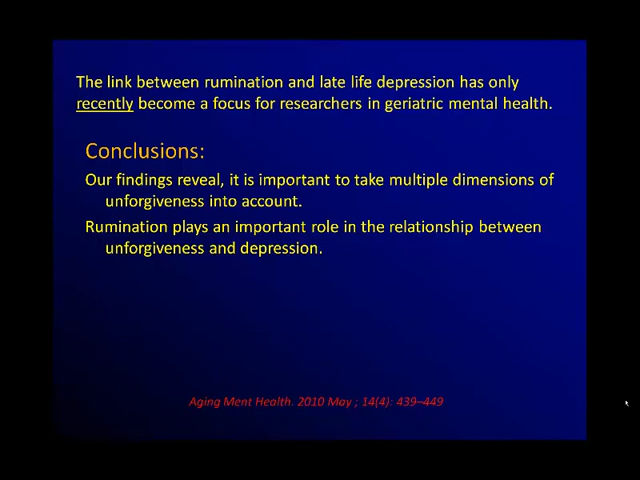 The link between rumination and late life depression has only
recently become a focus for researchers in geriatric mental health.
Conclusions:
Our findings reveal, it is important to take multiple dimensions of
unforgiveness into account.
Rumination plays an important role in the relationship between
unforgiveness and depression.
Aging Ment Health. 2010 May ; 14(4): 439–449